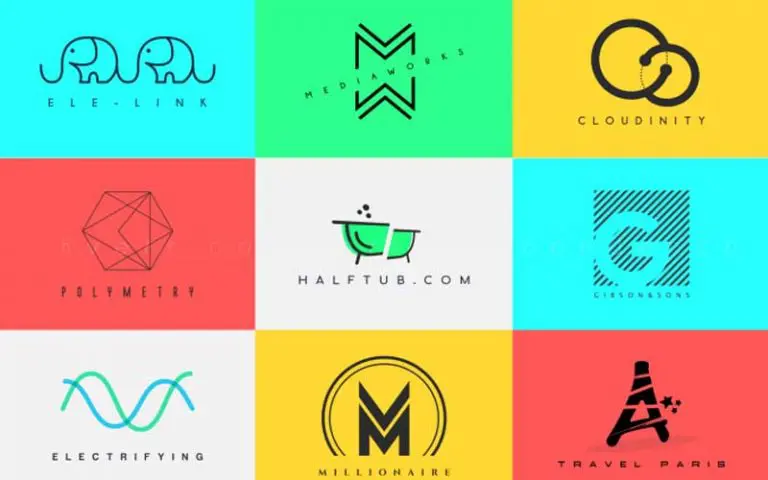 ELE-LINK
MEDIAWORKS
CLOUDINITY
POLYMETRY
HALFTUB.COM
G
GIBSON&SONS
ELECTRIFYING
M
MILLIONAIRE
TRAVEL PARIS